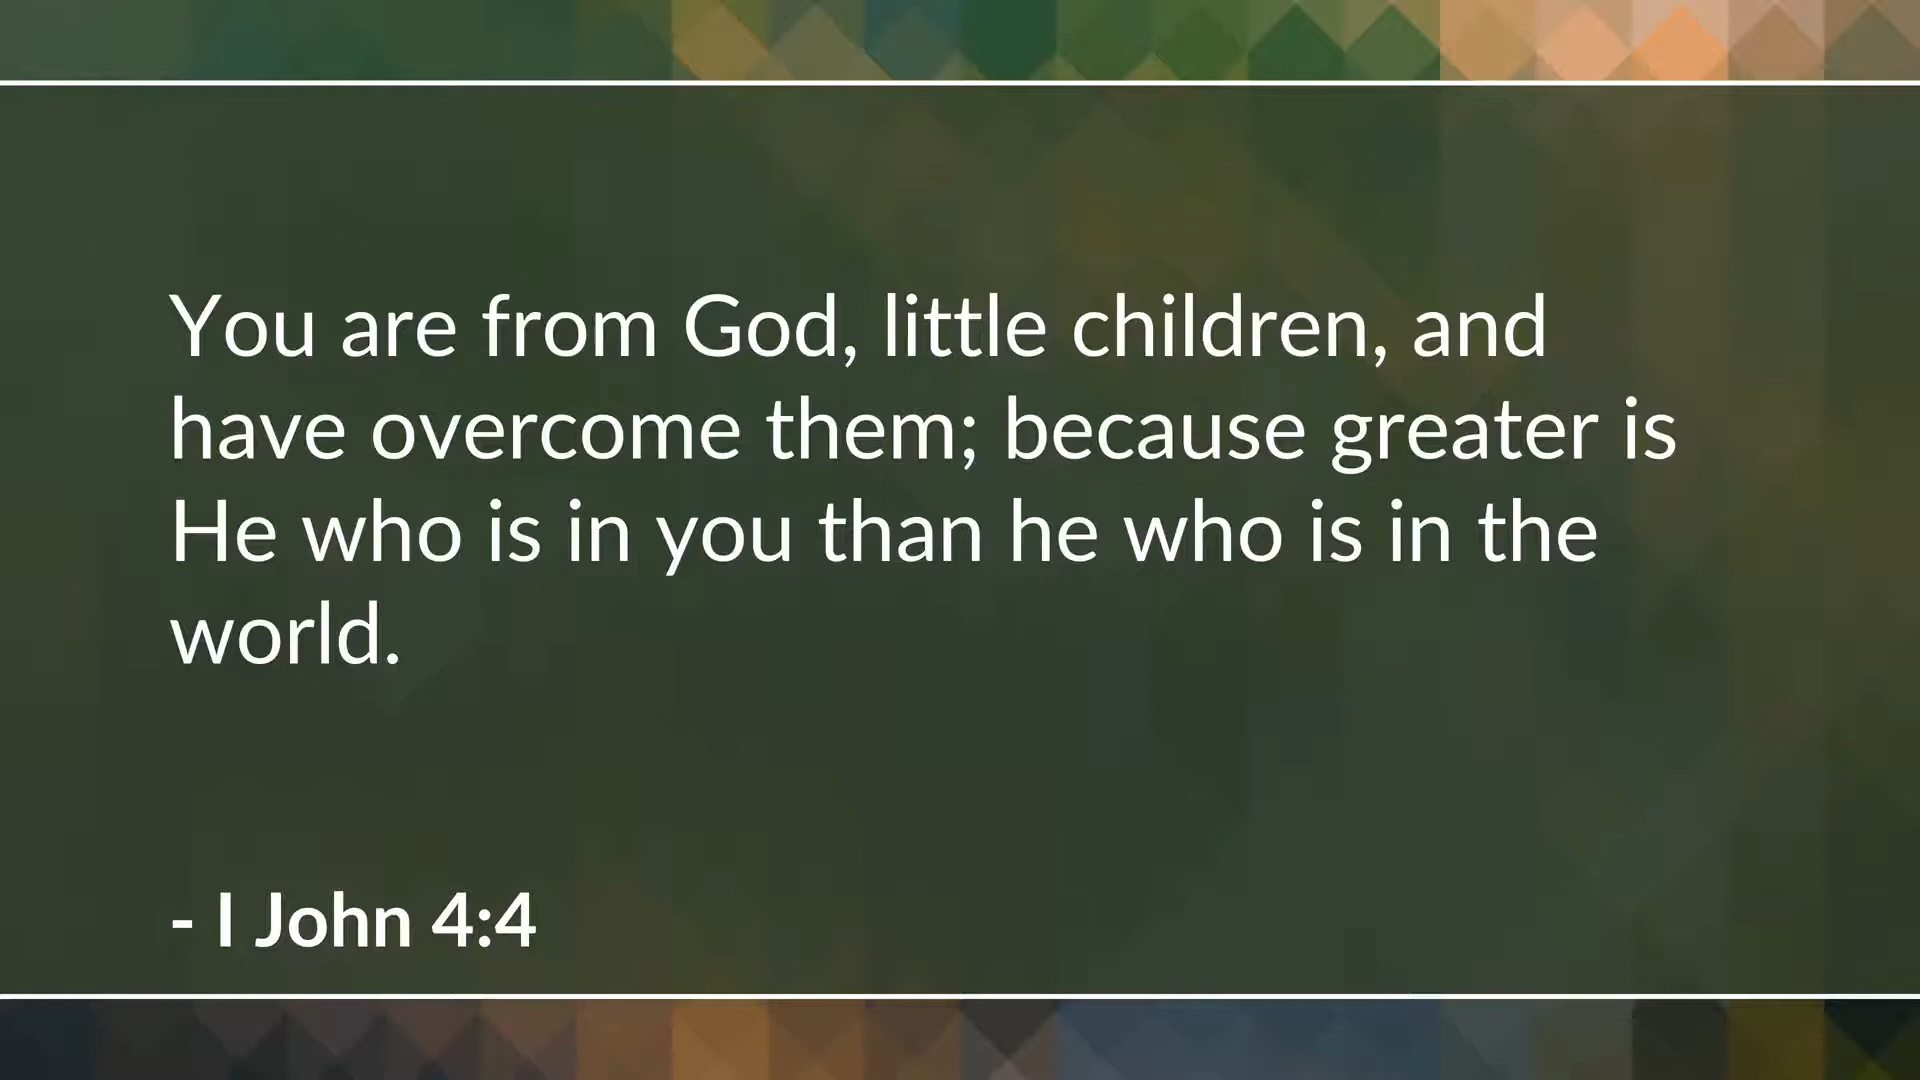 You are from God, little children, and
have overcome them; because greater is
He who is in you than he who is in the
world.
- I John 4:4